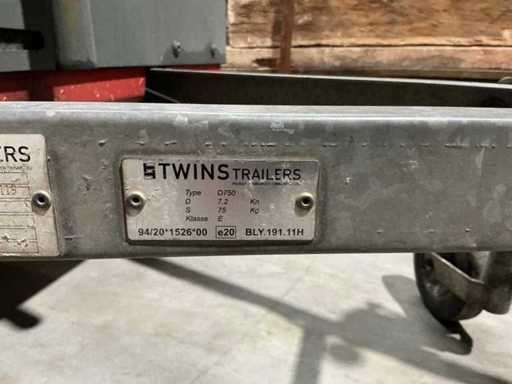 ERS
TWINS TRAILERS
Type D750
D 7.2 Kn
S 75 Kg
Klasse E
94/20*1526*00 e20 BLY.191.11H